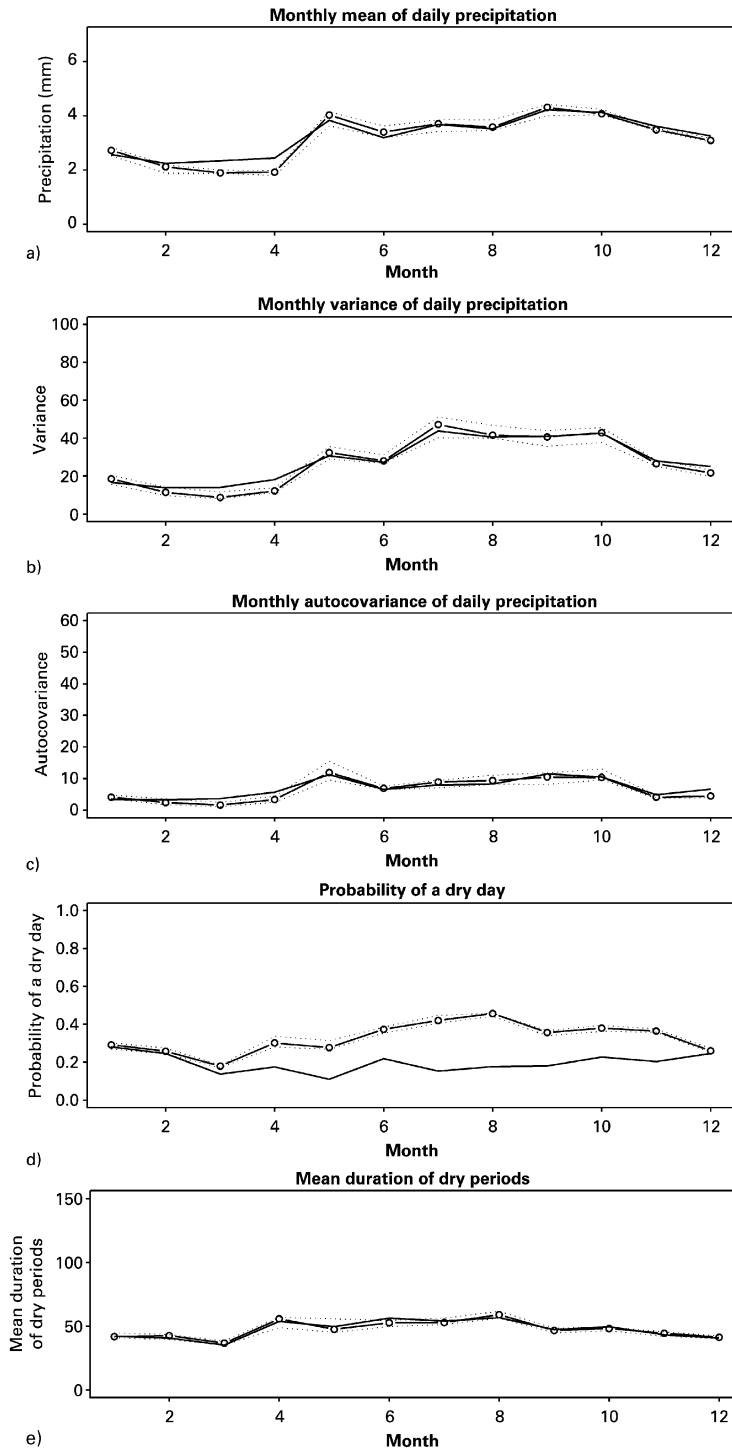 Monthly mean of daily precipitation
Precipitation (mm)
6
4
2
0
2 4 6 8 10 12
Month
a)
Monthly variance of daily precipitation
Variance
100
80
60
40
20
0
2 4 6 8 10 12
Month
b)
Monthly autocovariance of daily precipitation
Autocovariance
60
50
40
30
20
10
0
2 4 6 8 10 12
Month
c)
Probability of a dry day
Probability of a dry day
1.0
0.8
0.6
0.4
0.2
0.0
2 4 6 8 10 12
Month
d)
Mean duration of dry periods
Mean duration
of dry periods
150
100
50
0
2 4 6 8 10 12
Month
e)